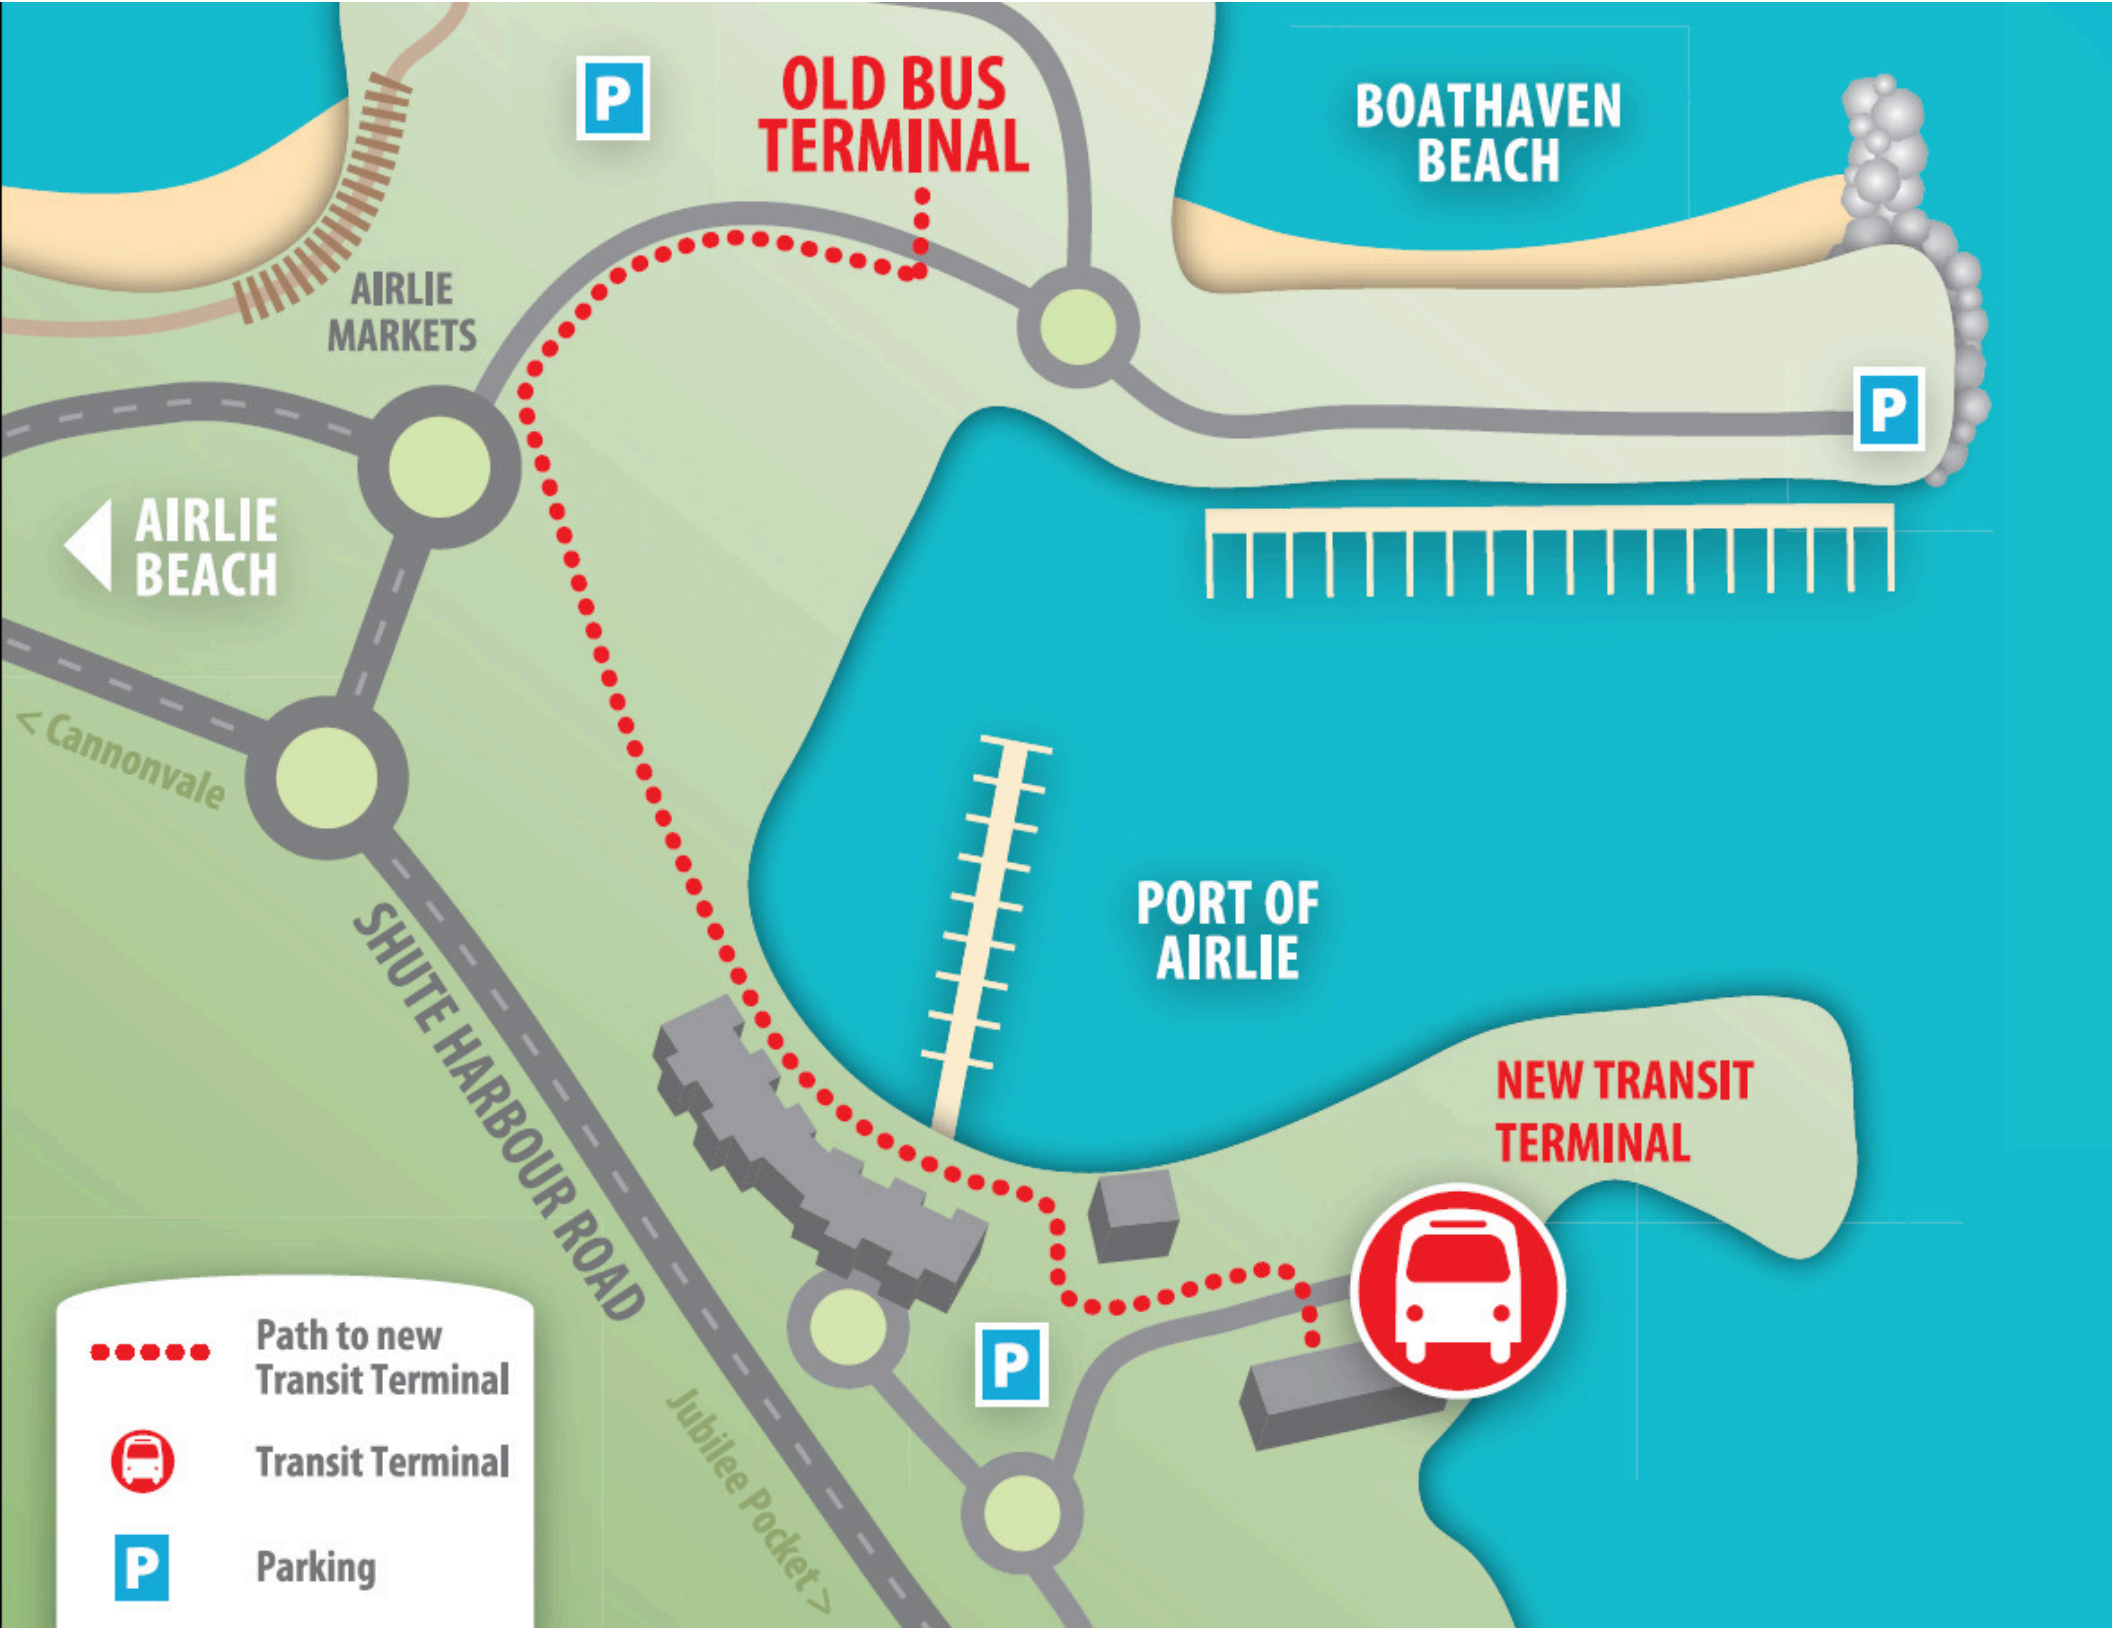 P
OLD BUS
TERMINAL
BOATHAVEN
BEACH
AIRLIE
MARKETS
P
AIRLIE
BEACH
< Cannonvale
SHUTE HARBOUR ROAD
PORT OF
AIRLIE
NEW TRANSIT
TERMINAL
P
Jubilee Pocket >
Path to new
Transit Terminal
Transit Terminal
P
Parking